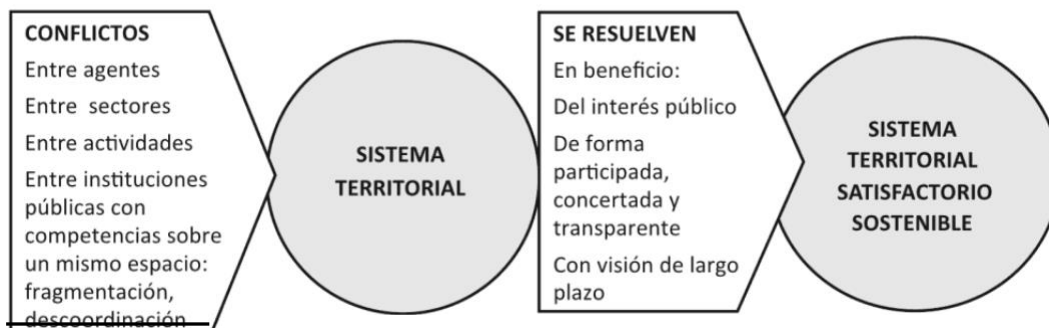 CONFLICTOS
Entre agentes
Entre sectores
Entre actividades
Entre instituciones
públicas con
competencias sobre
un mismo espacio:
fragmentación,
descoordinación
SISTEMA
TERRITORIAL
SE RESUELVEN
En beneficio:
Del interés público
De forma
participada,
concertada y
transparente
Con visión de largo
plazo
SISTEMA
TERRITORIAL
SATISFACTORIO
SOSTENIBLE